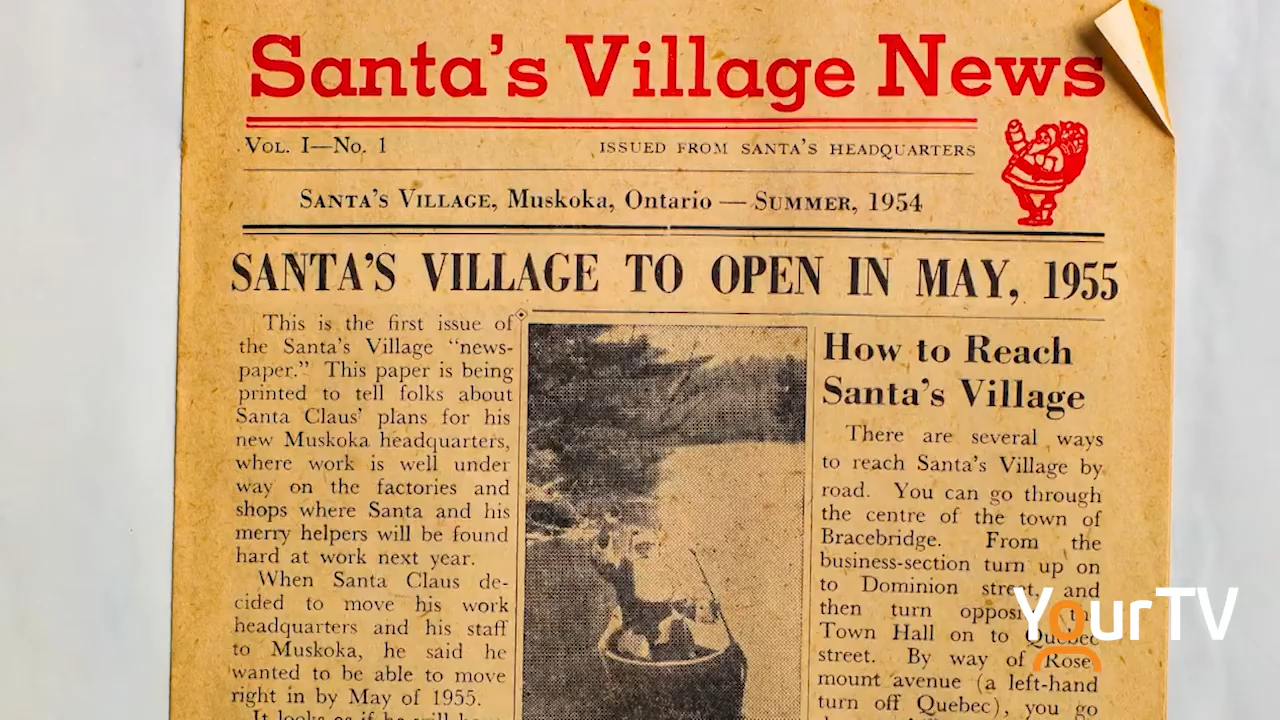 Santa's Village News
VOL. I—No. 1
ISSUED FROM SANTA'S HEADQUARTERS
SANTA'S VILLAGE, Muskoka, Ontario — SUMMER, 1954
SANTA'S VILLAGE TO OPEN IN MAY, 1955
This is the first issue of
the Santa's Village "news-
paper." This paper is being
printed to tell folks about
Santa Claus' plans for his
new Muskoka headquarters,
where work is well under
way on the factories and
shops where Santa and his
merry helpers will be found
hard at work next year.
When Santa Claus de-
cided to move his work
headquarters and his staff
to Muskoka, he said he
wanted to be able to move
right in by May of 1955.
How to Reach
Santa's Village
There are several ways
to reach Santa's Village by
road. You can go through
the centre of the town of
Bracebridge. From the
business-section turn up on
to Dominion street, and
then turn
Town Hall on to Quebec
street. By way of Rose
mount avenue (a left-hand
turn off Quebec), you go
YourTV